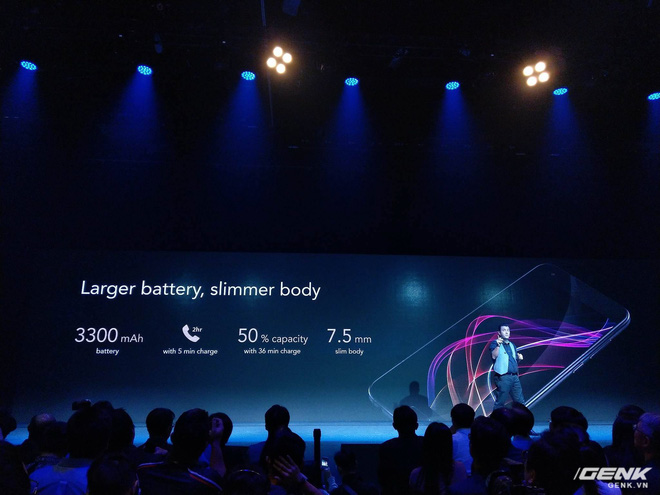 Larger battery, slimmer body
3300 mAh
battery
2hr
with 5 min charge
50 % capacity
with 36 min charge
7.5 mm
slim body
GENK
GENK.VN